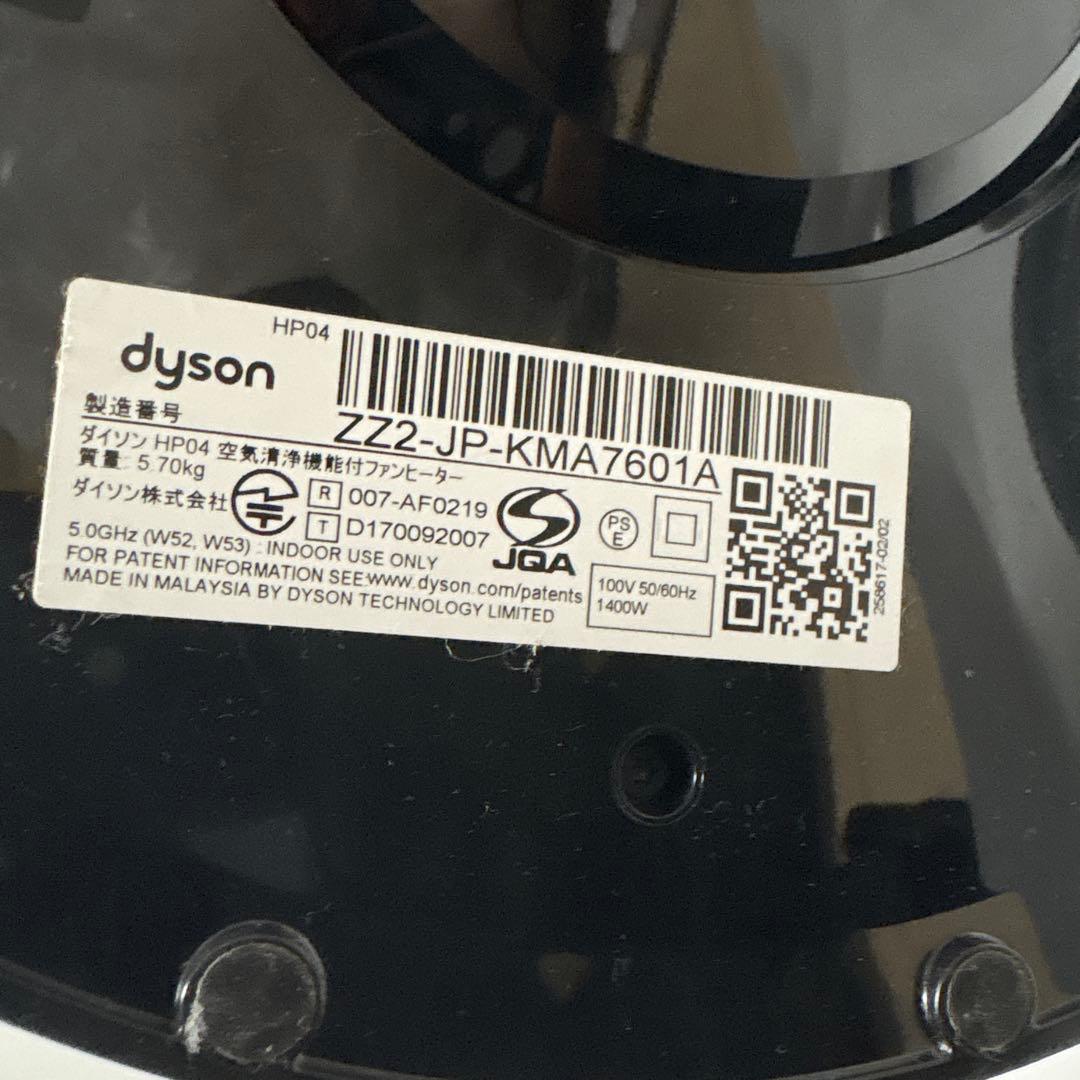 HP04
dyson
製造番号
ZZ2-JP-KMA7601A
ダイソン HP04 空気清浄機能付ファンヒーター
質量: 5.70kg
ダイソン株式会社
R 007-AF0219
T D170092007
JQA
PS
E
5.0GHz (W52, W53) : INDOOR USE ONLY
FOR PATENT INFORMATION SEE:www.dyson.com/patents
MADE IN MALAYSIA BY DYSON TECHNOLOGY LIMITED
100V 50/60Hz
1400W
258617-02/02